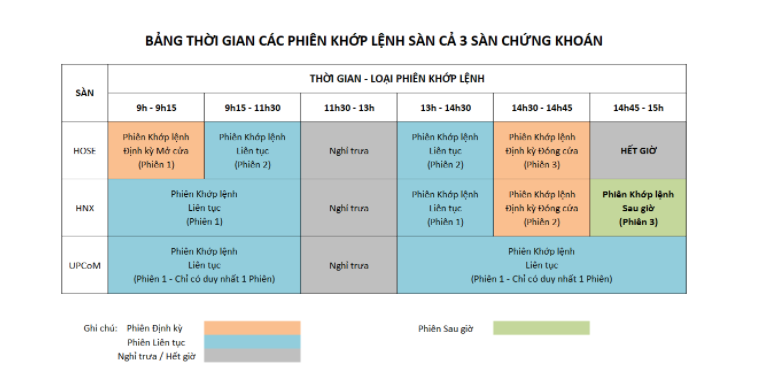 BẢNG THỜI GIAN CÁC PHIÊN KHỚP LỆNH SÀN CẢ 3 SÀN CHỨNG KHOÁN
SÀN
THỜI GIAN - LOẠI PHIÊN KHỚP LỆNH
9h - 9h15 9h15 - 11h30 11h30 - 13h 13h - 14h30 14h30 - 14h45 14h45 - 15h
HOSE
Phiên Khớp lệnh
Định kỳ Mở cửa
(Phiên 1)
Phiên Khớp lệnh
Liên tục
(Phiên 2)
Nghỉ trưa
Phiên Khớp lệnh
Liên tục
(Phiên 2)
Phiên Khớp lệnh
Định kỳ Đóng cửa
(Phiên 3)
HẾT GIỜ
HNX
Phiên Khớp lệnh
Liên tục
(Phiên 1)
Nghỉ trưa
Phiên Khớp lệnh
Liên tục
(Phiên 1)
Phiên Khớp lệnh
Định kỳ Đóng cửa
(Phiên 2)
Phiên Khớp lệnh
Sau giờ
(Phiên 3)
UPCoM
Phiên Khớp lệnh
Liên tục
(Phiên 1 - Chỉ có duy nhất 1 Phiên)
Nghỉ trưa
Phiên Khớp lệnh
Liên tục
(Phiên 1 - Chỉ có duy nhất 1 Phiên)
Ghi chú: Phiên Định kỳ
Phiên Liên tục
Nghỉ trưa / Hết giờ
Phiên Sau giờ